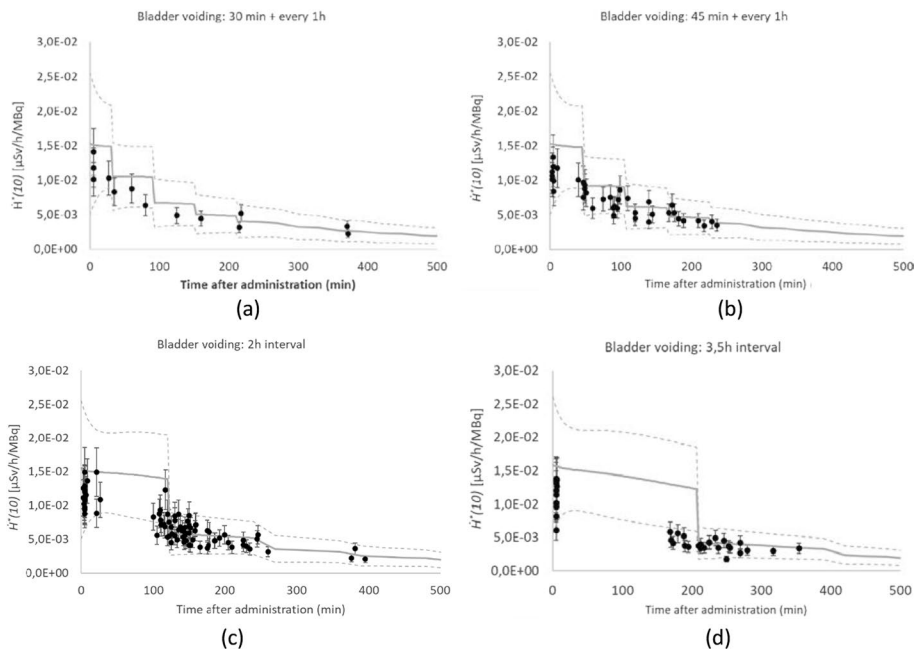 Bladder voiding: 30 min + every 1h
3,0E-02
2,5E-02
2,0E-02
1,5E-02
1,0E-02
5,0E-03
0,0E+00
Ḣ*(10) [µSv/h/MBq]
0 100 200 300 400 500
Time after administration (min)
(a)
Bladder voiding: 45 min + every 1h
3,0E-02
2,5E-02
2,0E-02
1,5E-02
1,0E-02
5,0E-03
0,0E+00
Ḣ*(10) [µSv/h/MBq]
0 100 200 300 400 500
Time after administration (min)
(b)
Bladder voiding: 2h interval
3,0E-02
2,5E-02
2,0E-02
1,5E-02
1,0E-02
5,0E-03
0,0E+00
Ḣ*(10) [µSv/h/MBq]
0 100 200 300 400 500
Time after administration (min)
(c)
Bladder voiding: 3,5h interval
3,0E-02
2,5E-02
2,0E-02
1,5E-02
1,0E-02
5,0E-03
0,0E+00
Ḣ*(10) [µSv/h/MBq]
0 100 200 300 400 500
Time after administration (min)
(d)